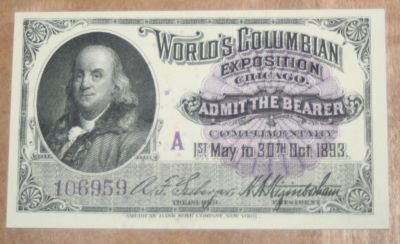 WORLD'S COLUMBIAN
EXPOSITION
CHICAGO.
ADMIT THE BEARER
COMPLIMENTARY
A
1ST May to 30TH Oct. 1893.
106959
TREASURER. PRESIDENT
AMERICAN BANK NOTE COMPANY, NEW YORK